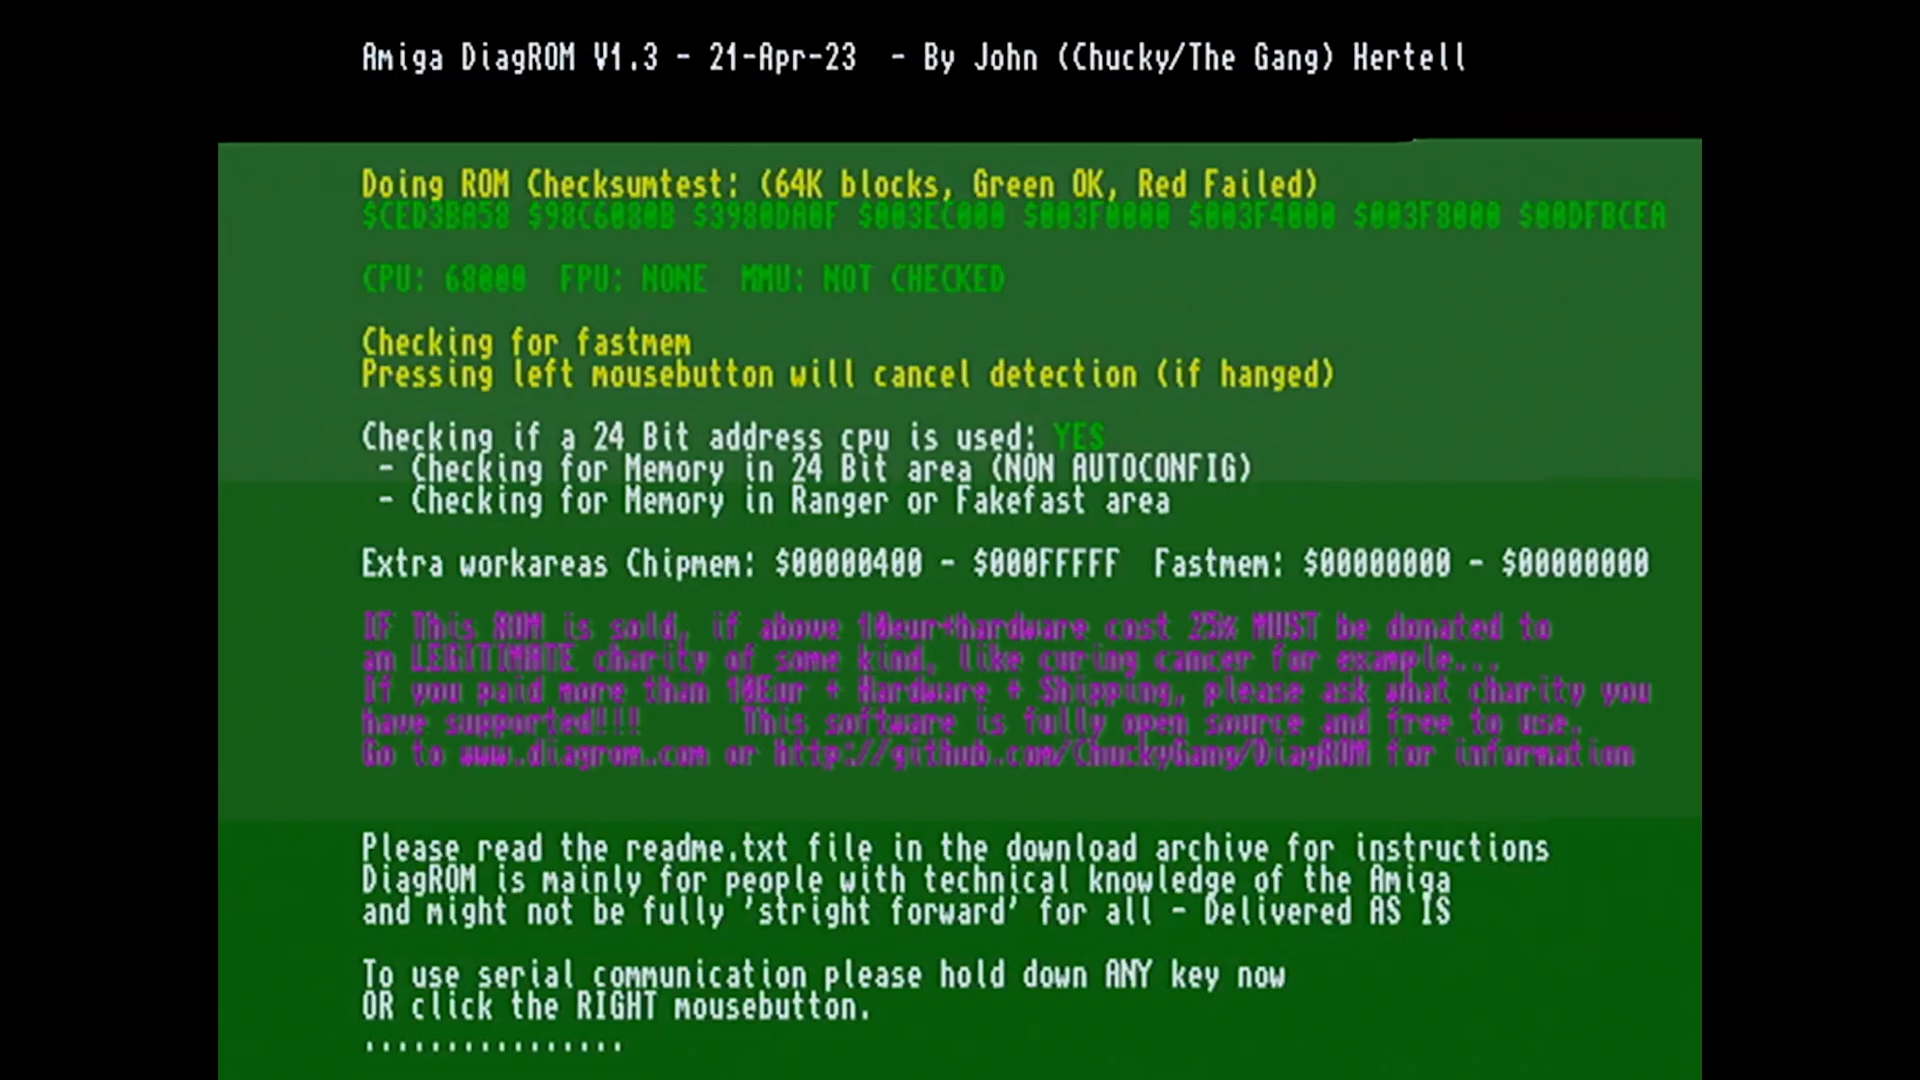 Amiga DiagROM V1.3 - 21-Apr-23  - By John (Chucky/The Gang) Hertell
Doing ROM Checksumtest: (64K blocks, Green OK, Red Failed)
$CED3BA58 $98C6080B $3980DA0F $003EC000 $003F0000 $003F4000 $003F8000 $00DFBCEA
CPU: 68000  FPU: NONE  MMU: NOT CHECKED
Checking for fastmem
Pressing left mousebutton will cancel detection (if hanged)
Checking if a 24 Bit address cpu is used: YES
- Checking for Memory in 24 Bit area (NON AUTOCONFIG)
- Checking for Memory in Ranger or Fakefast area
Extra workareas Chipmem: $00000400 - $000FFFFF  Fastmem: $00000000 - $00000000
IF This ROM is sold, if above 10eur+hardware cost 25% MUST be donated to
an LEGITIMATE charity of some kind, like curing cancer for example...
If you paid more than 10Eur + Hardware + Shipping, please ask what charity you
have supported!!!!      This software is fully open source and free to use.
Go to www.diagrom.com or http://github.com/ChuckyGang/DiagROM for information
Please read the readme.txt file in the download archive for instructions
DiagROM is mainly for people with technical knowledge of the Amiga
and might not be fully 'stright forward' for all - Delivered AS IS
To use serial communication please hold down ANY key now
OR click the RIGHT mousebutton.
................